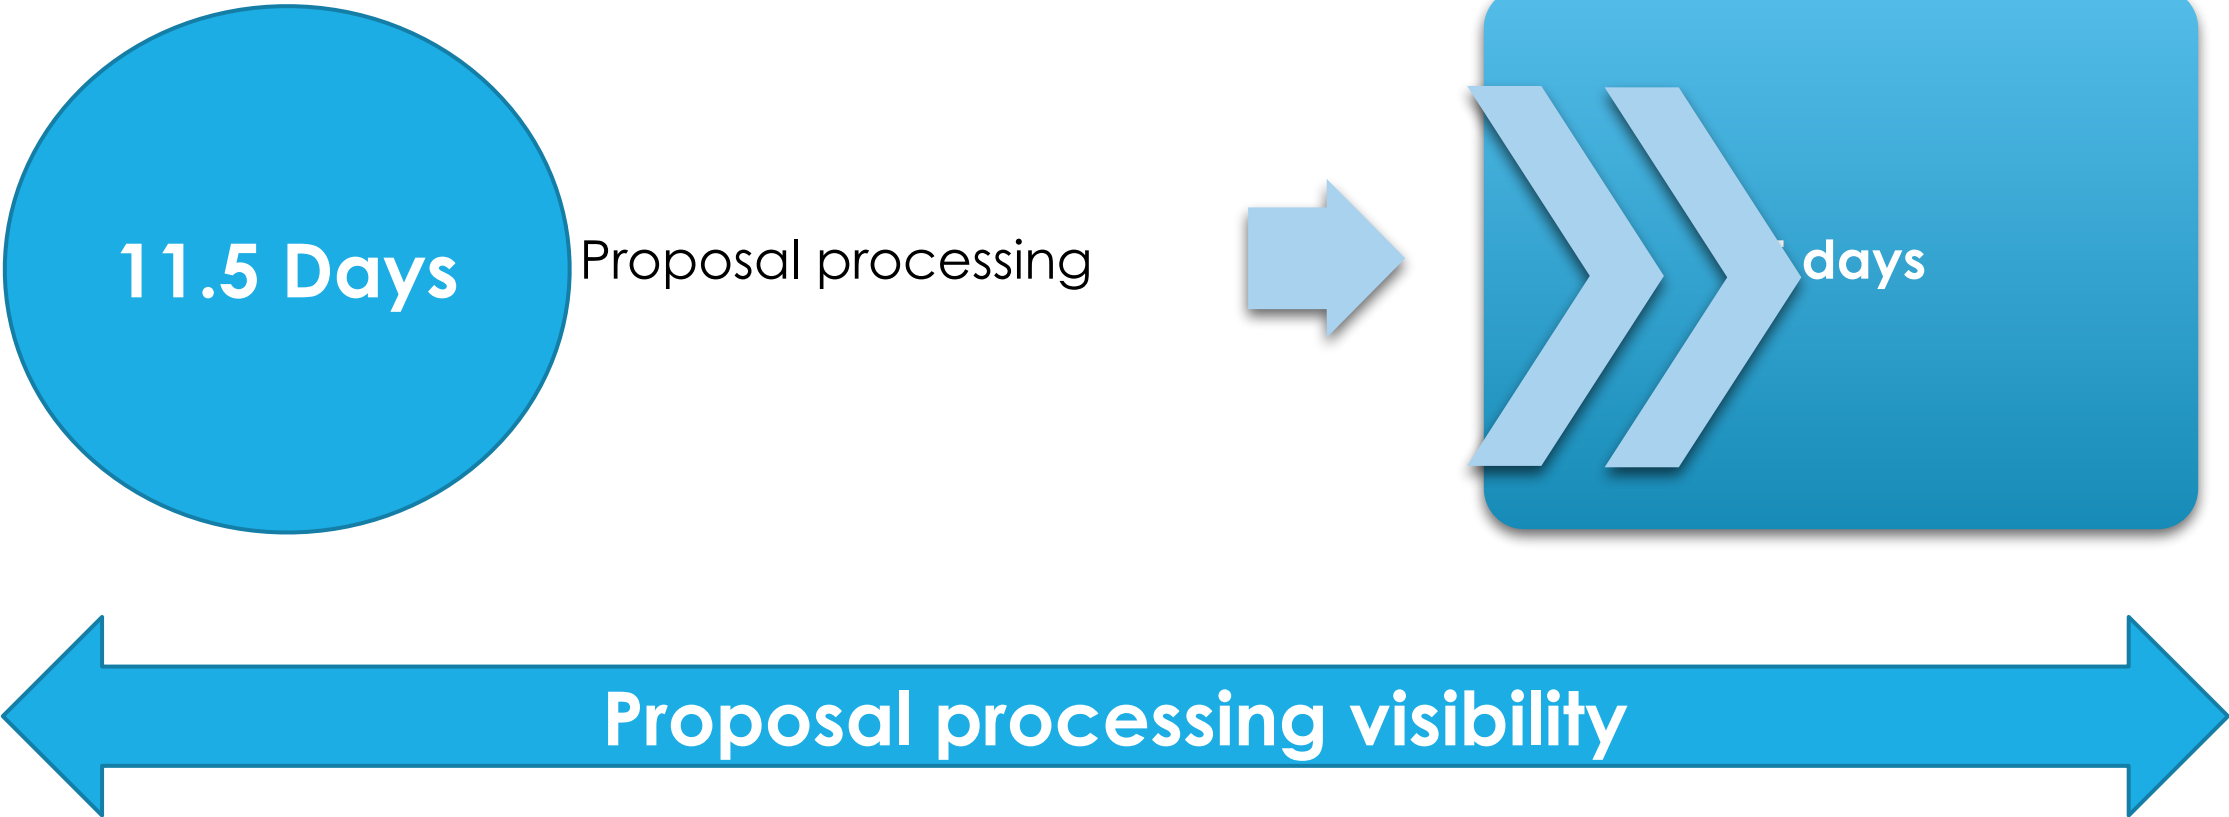 11.5 Days
Proposal processing
days
Proposal processing visibility